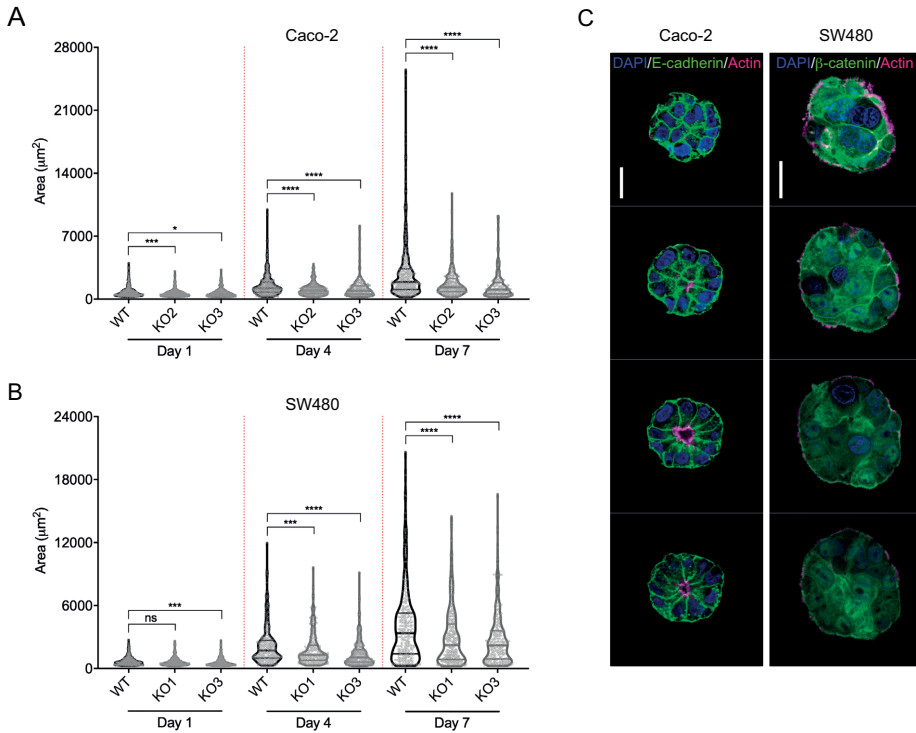 A
Caco-2
28000
21000
14000
7000
0
Area (μm²)
*
***
****
****
****
****
WT
KO2
KO3
WT
KO2
KO3
WT
KO2
KO3
Day 1
Day 4
Day 7
B
SW480
24000
18000
12000
6000
0
Area (μm²)
***
ns
****
***
****
****
WT
KO1
KO3
WT
KO1
KO3
WT
KO1
KO3
Day 1
Day 4
Day 7
C
Caco-2
SW480
DAPI/E-cadherin/Actin
DAPI/β-catenin/Actin